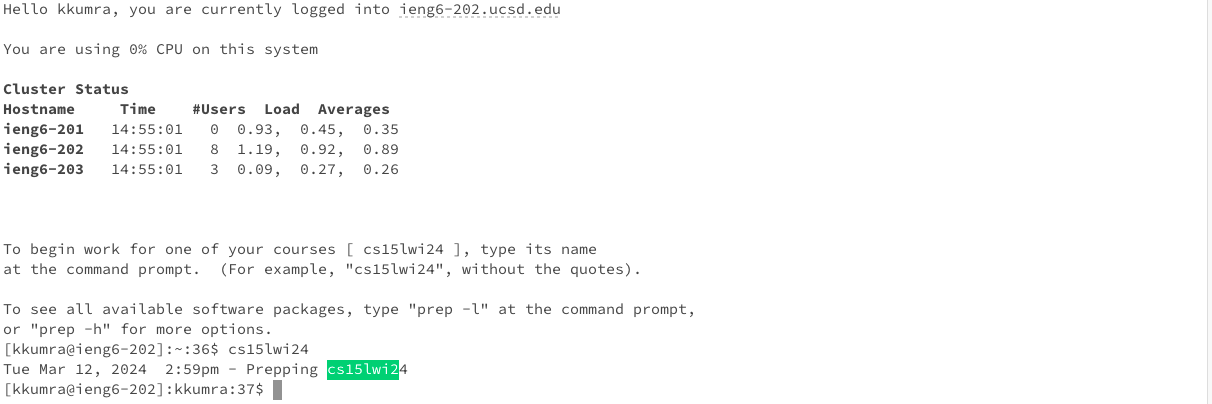 Hello kkumra, you are currently logged into ieng6-202.ucsd.edu
You are using 0% CPU on this system
Cluster Status
Hostname     Time    #Users  Load  Averages
ieng6-201   14:55:01   0  0.93,  0.45,  0.35
ieng6-202   14:55:01   8  1.19,  0.92,  0.89
ieng6-203   14:55:01   3  0.09,  0.27,  0.26
To begin work for one of your courses [ cs15lwi24 ], type its name
at the command prompt.  (For example, "cs15lwi24", without the quotes).
To see all available software packages, type "prep -l" at the command prompt,
or "prep -h" for more options.
[kkumra@ieng6-202]:~:36$ cs15lwi24
Tue Mar 12, 2024  2:59pm - Prepping cs15lwi24
[kkumra@ieng6-202]:kkumra:37$